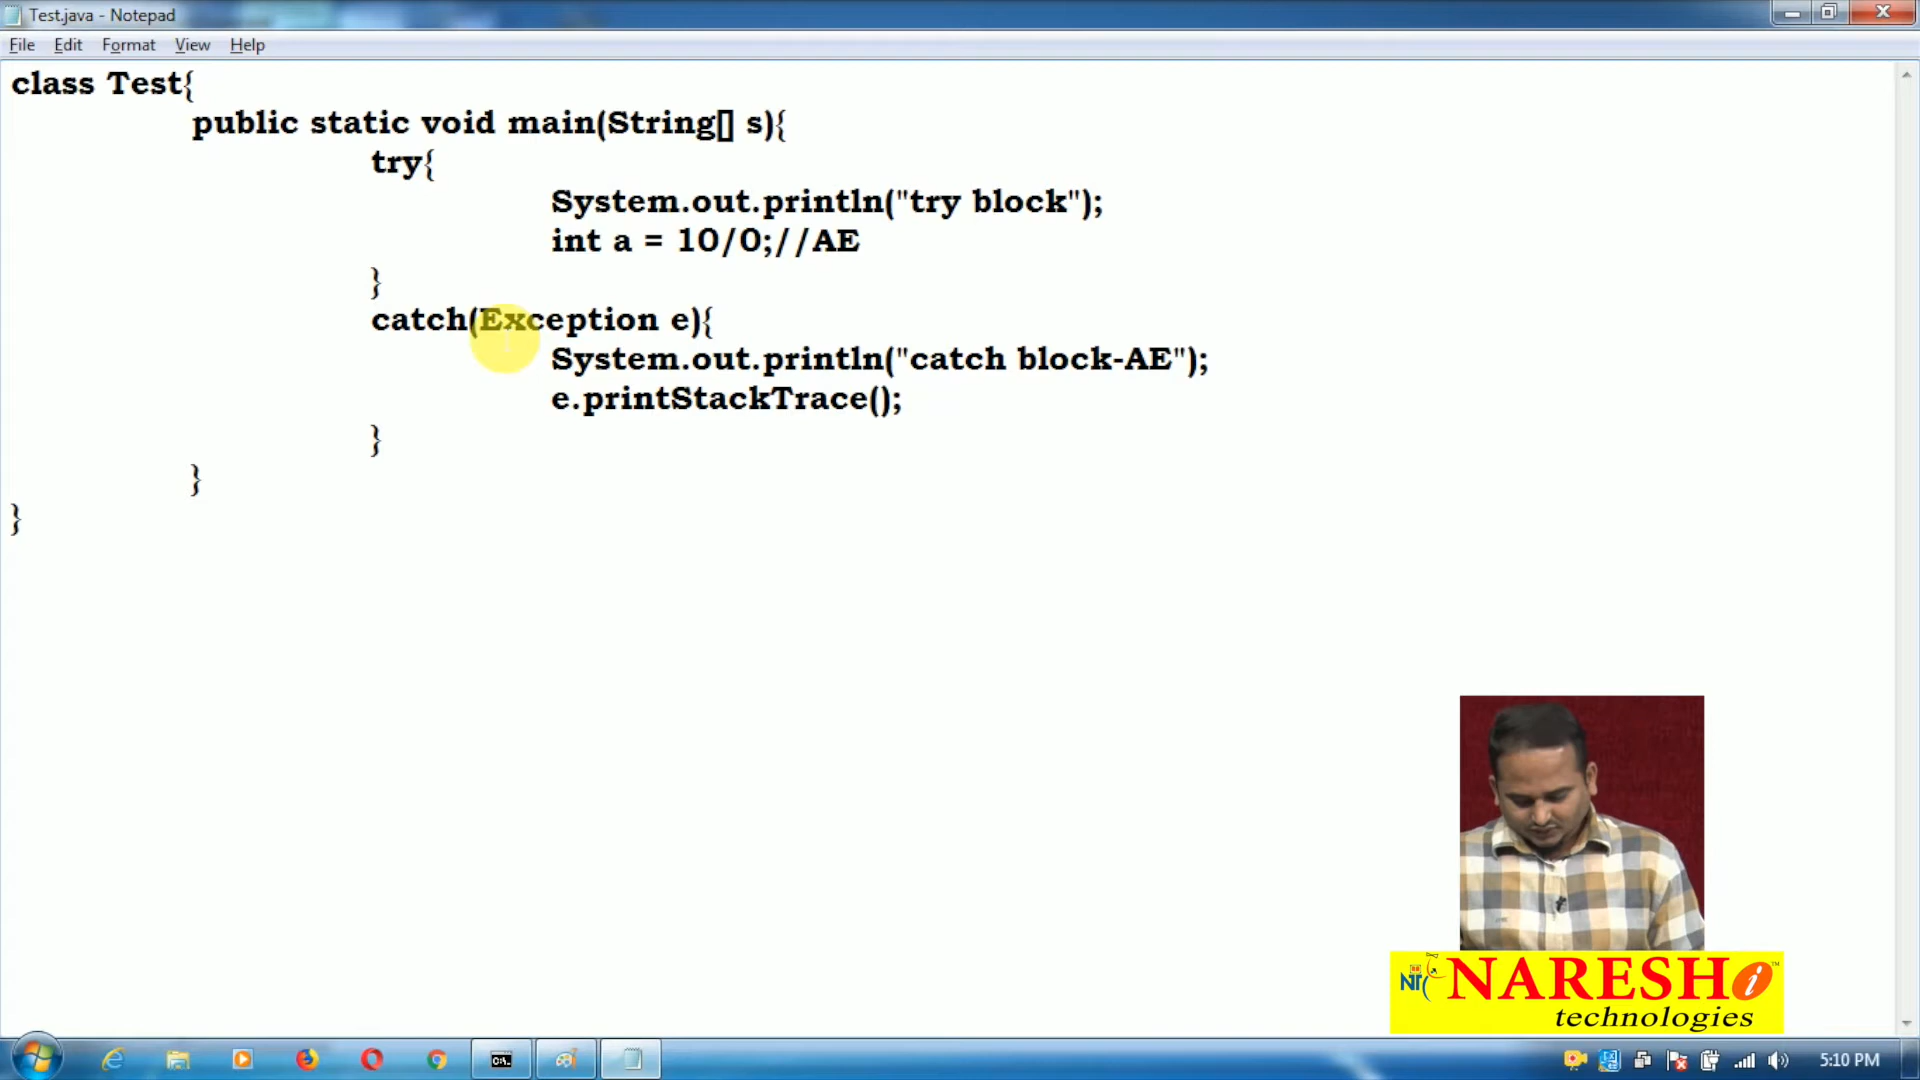 Test.java - Notepad
File Edit Format View Help
class Test{
public static void main(String[] s){
try{
System.out.println("try block");
int a = 10/0;//AE
}
catch(Exception e){
System.out.println("catch block-AE");
e.printStackTrace();
}
}
}
NARESH i ™
technologies
5:10 PM